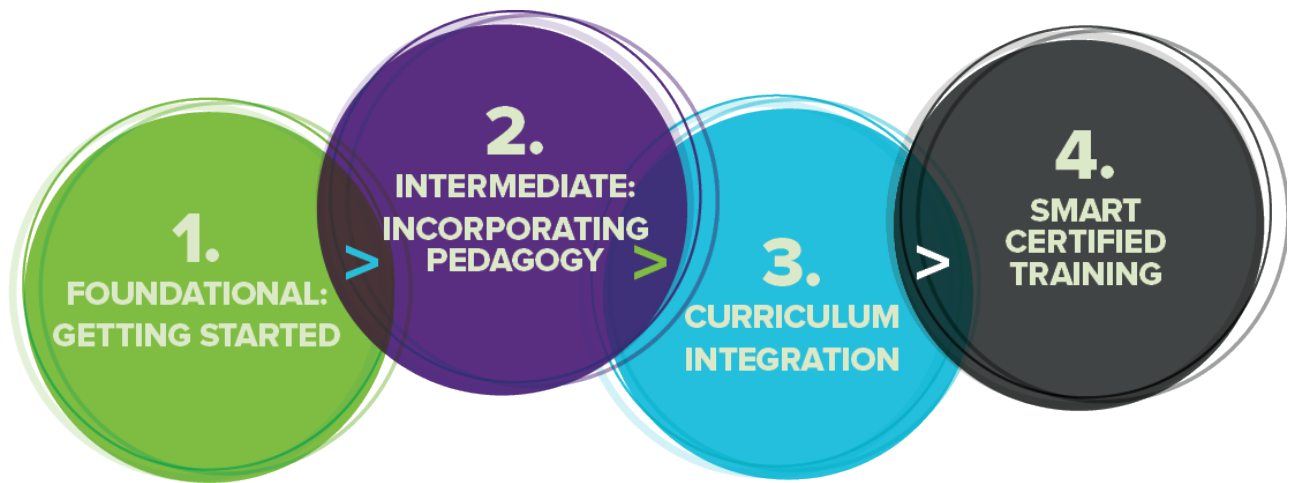 1.
FOUNDATIONAL:
GETTING STARTED
>
2.
INTERMEDIATE:
INCORPORATING
PEDAGOGY
>
3.
CURRICULUM
INTEGRATION
>
4.
SMART
CERTIFIED
TRAINING